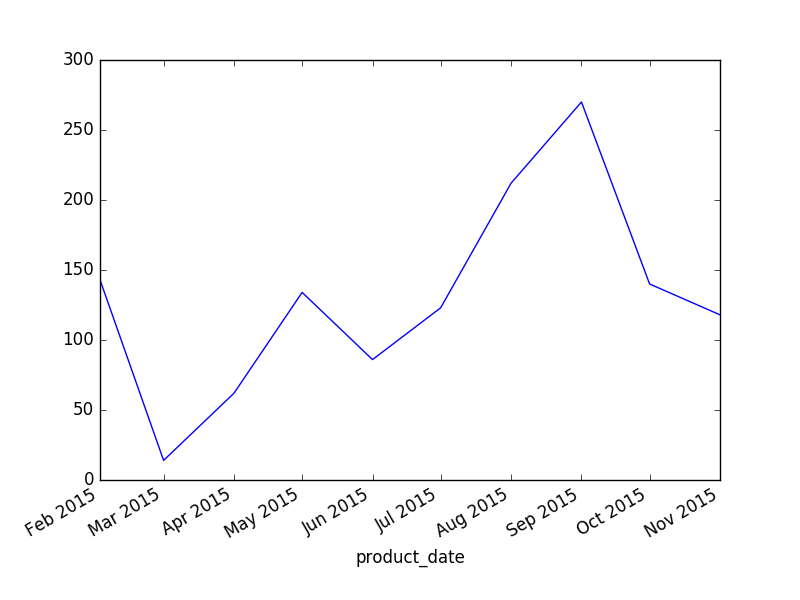 300
250
200
150
100
50
0
Feb 2015
Mar 2015
Apr 2015
May 2015
Jun 2015
Jul 2015
Aug 2015
Sep 2015
Oct 2015
Nov 2015
product_date